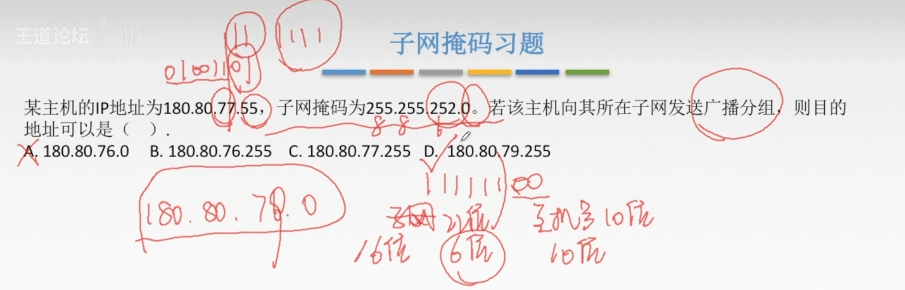 王道论坛
11 1111
01001101
子网掩码习题
某主机的IP地址为180.80.77.55，子网掩码为255.255.252.0。若该主机向其所在子网发送广播分组，则目的
地址可以是（ ）.
8 8 6
A. 180.80.76.0 B. 180.80.76.255 C. 180.80.77.255 D. 180.80.79.255
11111100
180.80.76.0 22位 主机号10位
16位 6位 10位